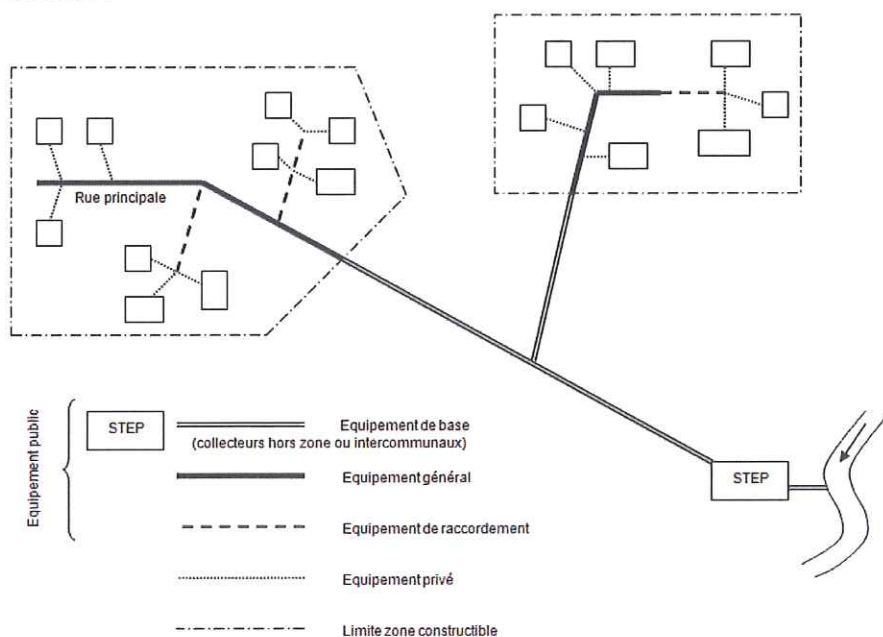 Rue principale
Equipement public
STEP
Equipement de base
(collecteurs hors zone ou intercommunaux)
Equipement général
Equipement de raccordement
Equipement privé
Limite zone constructible
STEP